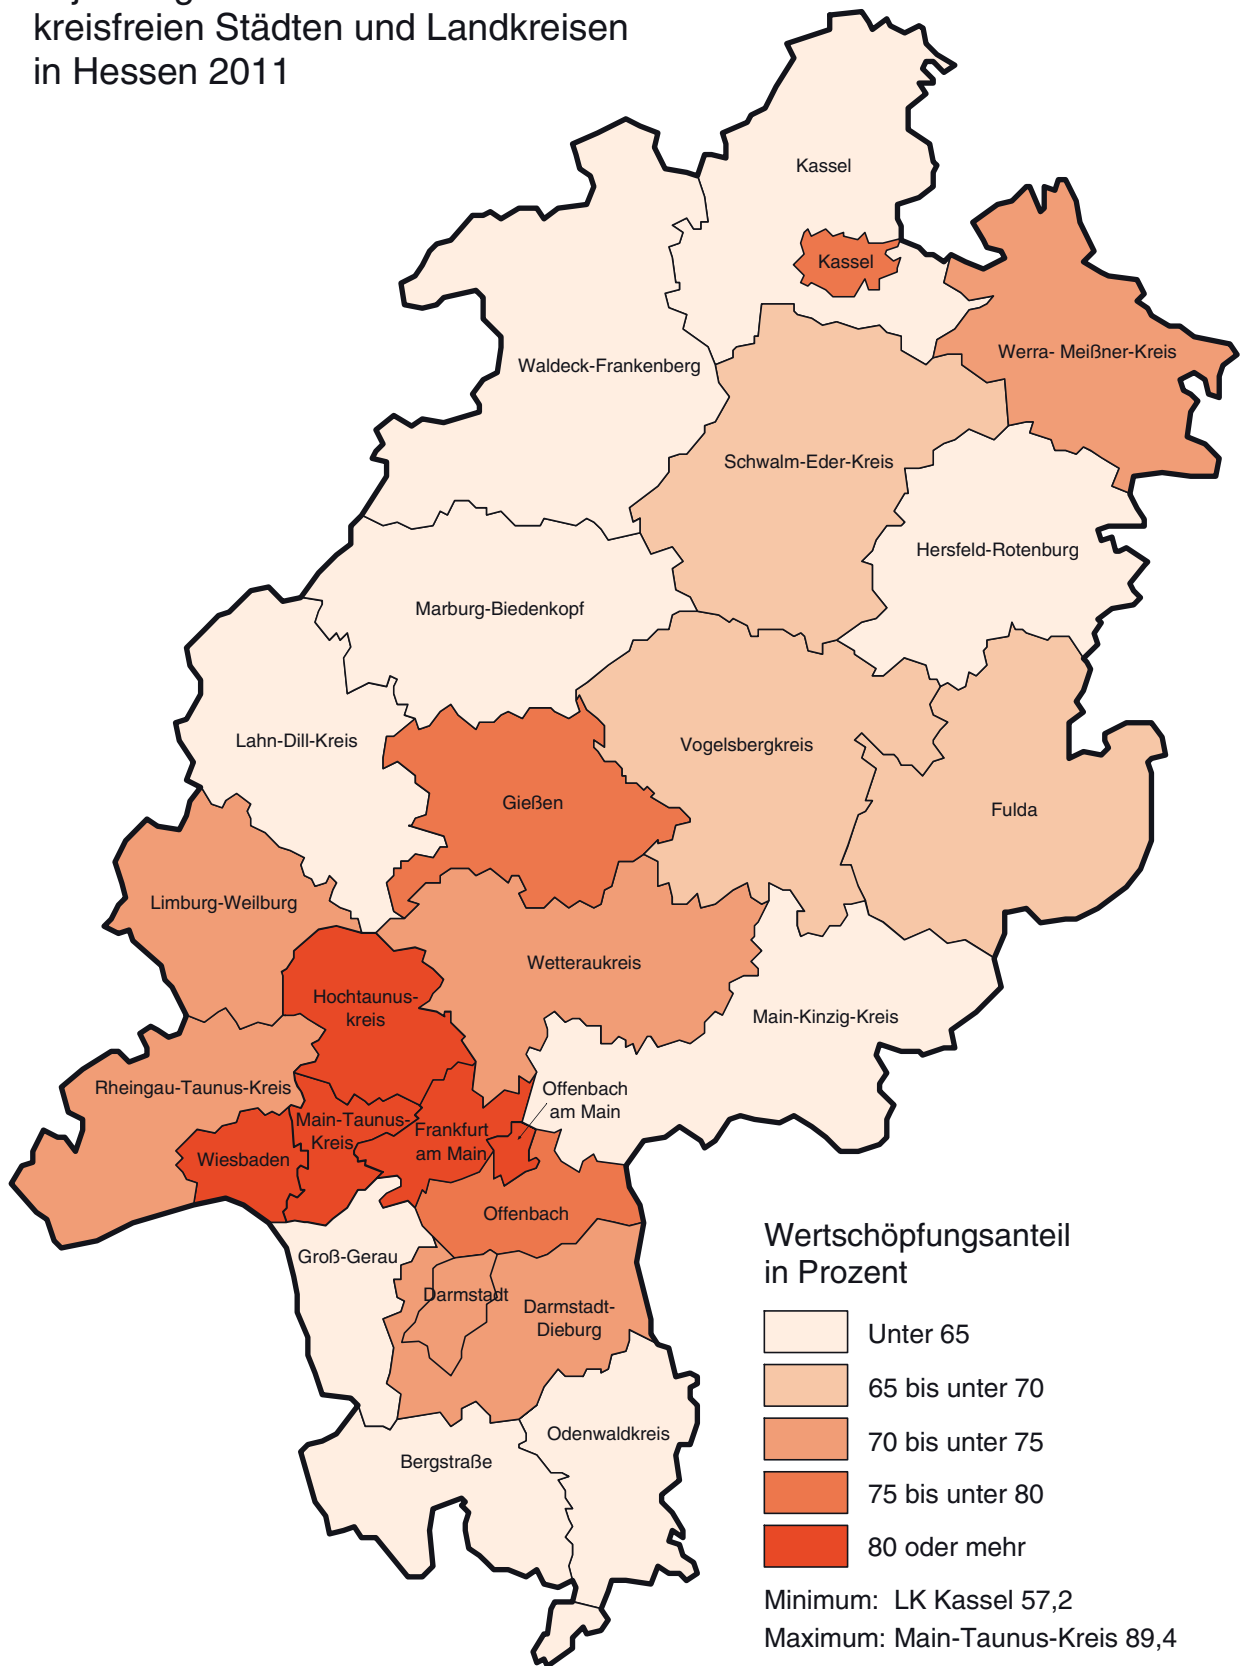 kreisfreien Städten und Landkreisen
in Hessen 2011
Kassel
Kassel
Werra- Meißner-Kreis
Waldeck-Frankenberg
Schwalm-Eder-Kreis
Hersfeld-Rotenburg
Marburg-Biedenkopf
Lahn-Dill-Kreis
Vogelsbergkreis
Gießen
Fulda
Limburg-Weilburg
Wetteraukreis
Hochtaunus-
kreis
Main-Kinzig-Kreis
Rheingau-Taunus-Kreis
Offenbach
am Main
Main-Taunus-
Kreis
Frankfurt
am Main
Wiesbaden
Offenbach
Groß-Gerau
Darmstadt
Darmstadt-
Dieburg
Odenwaldkreis
Bergstraße
Wertschöpfungsanteil
in Prozent
Unter 65
65 bis unter 70
70 bis unter 75
75 bis unter 80
80 oder mehr
Minimum: LK Kassel 57,2
Maximum: Main-Taunus-Kreis 89,4